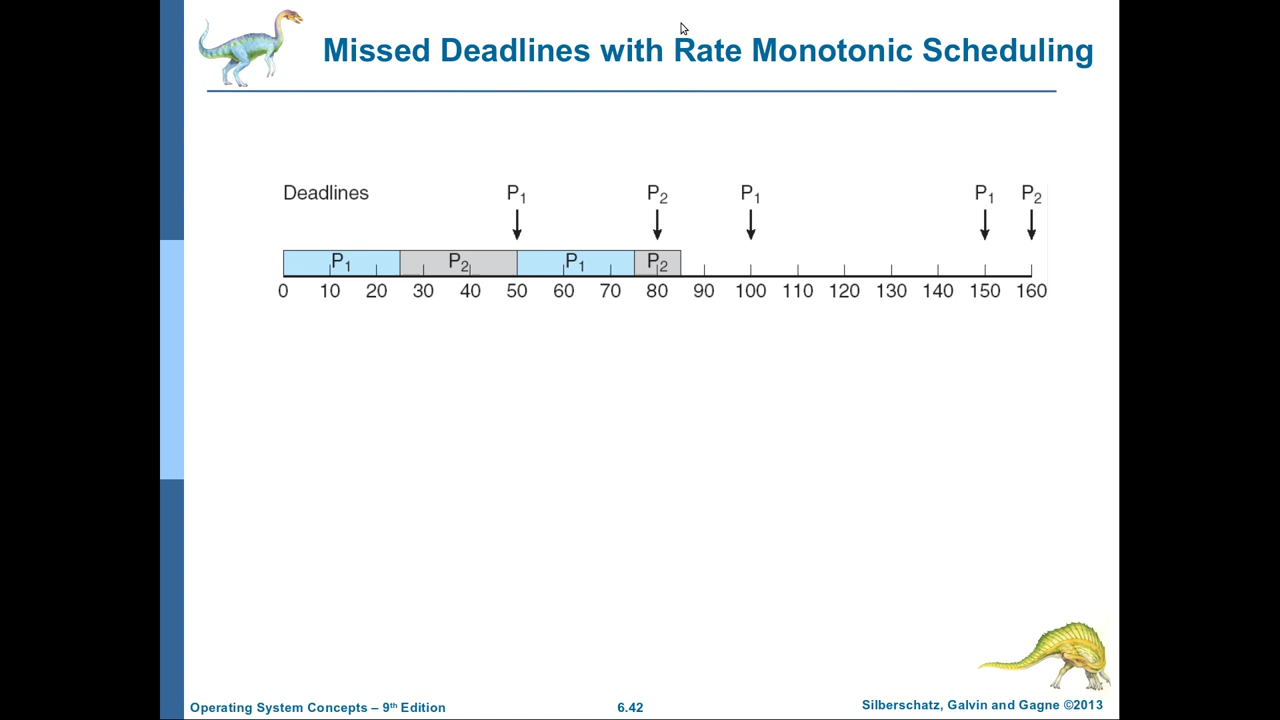 Missed Deadlines with Rate Monotonic Scheduling
Deadlines P₁ P₂ P₁ P₁ P₂
P₁ P₂ P₁ P₂
0 10 20 30 40 50 60 70 80 90 100 110 120 130 140 150 160
Operating System Concepts – 9th Edition 6.42 Silberschatz, Galvin and Gagne ©2013